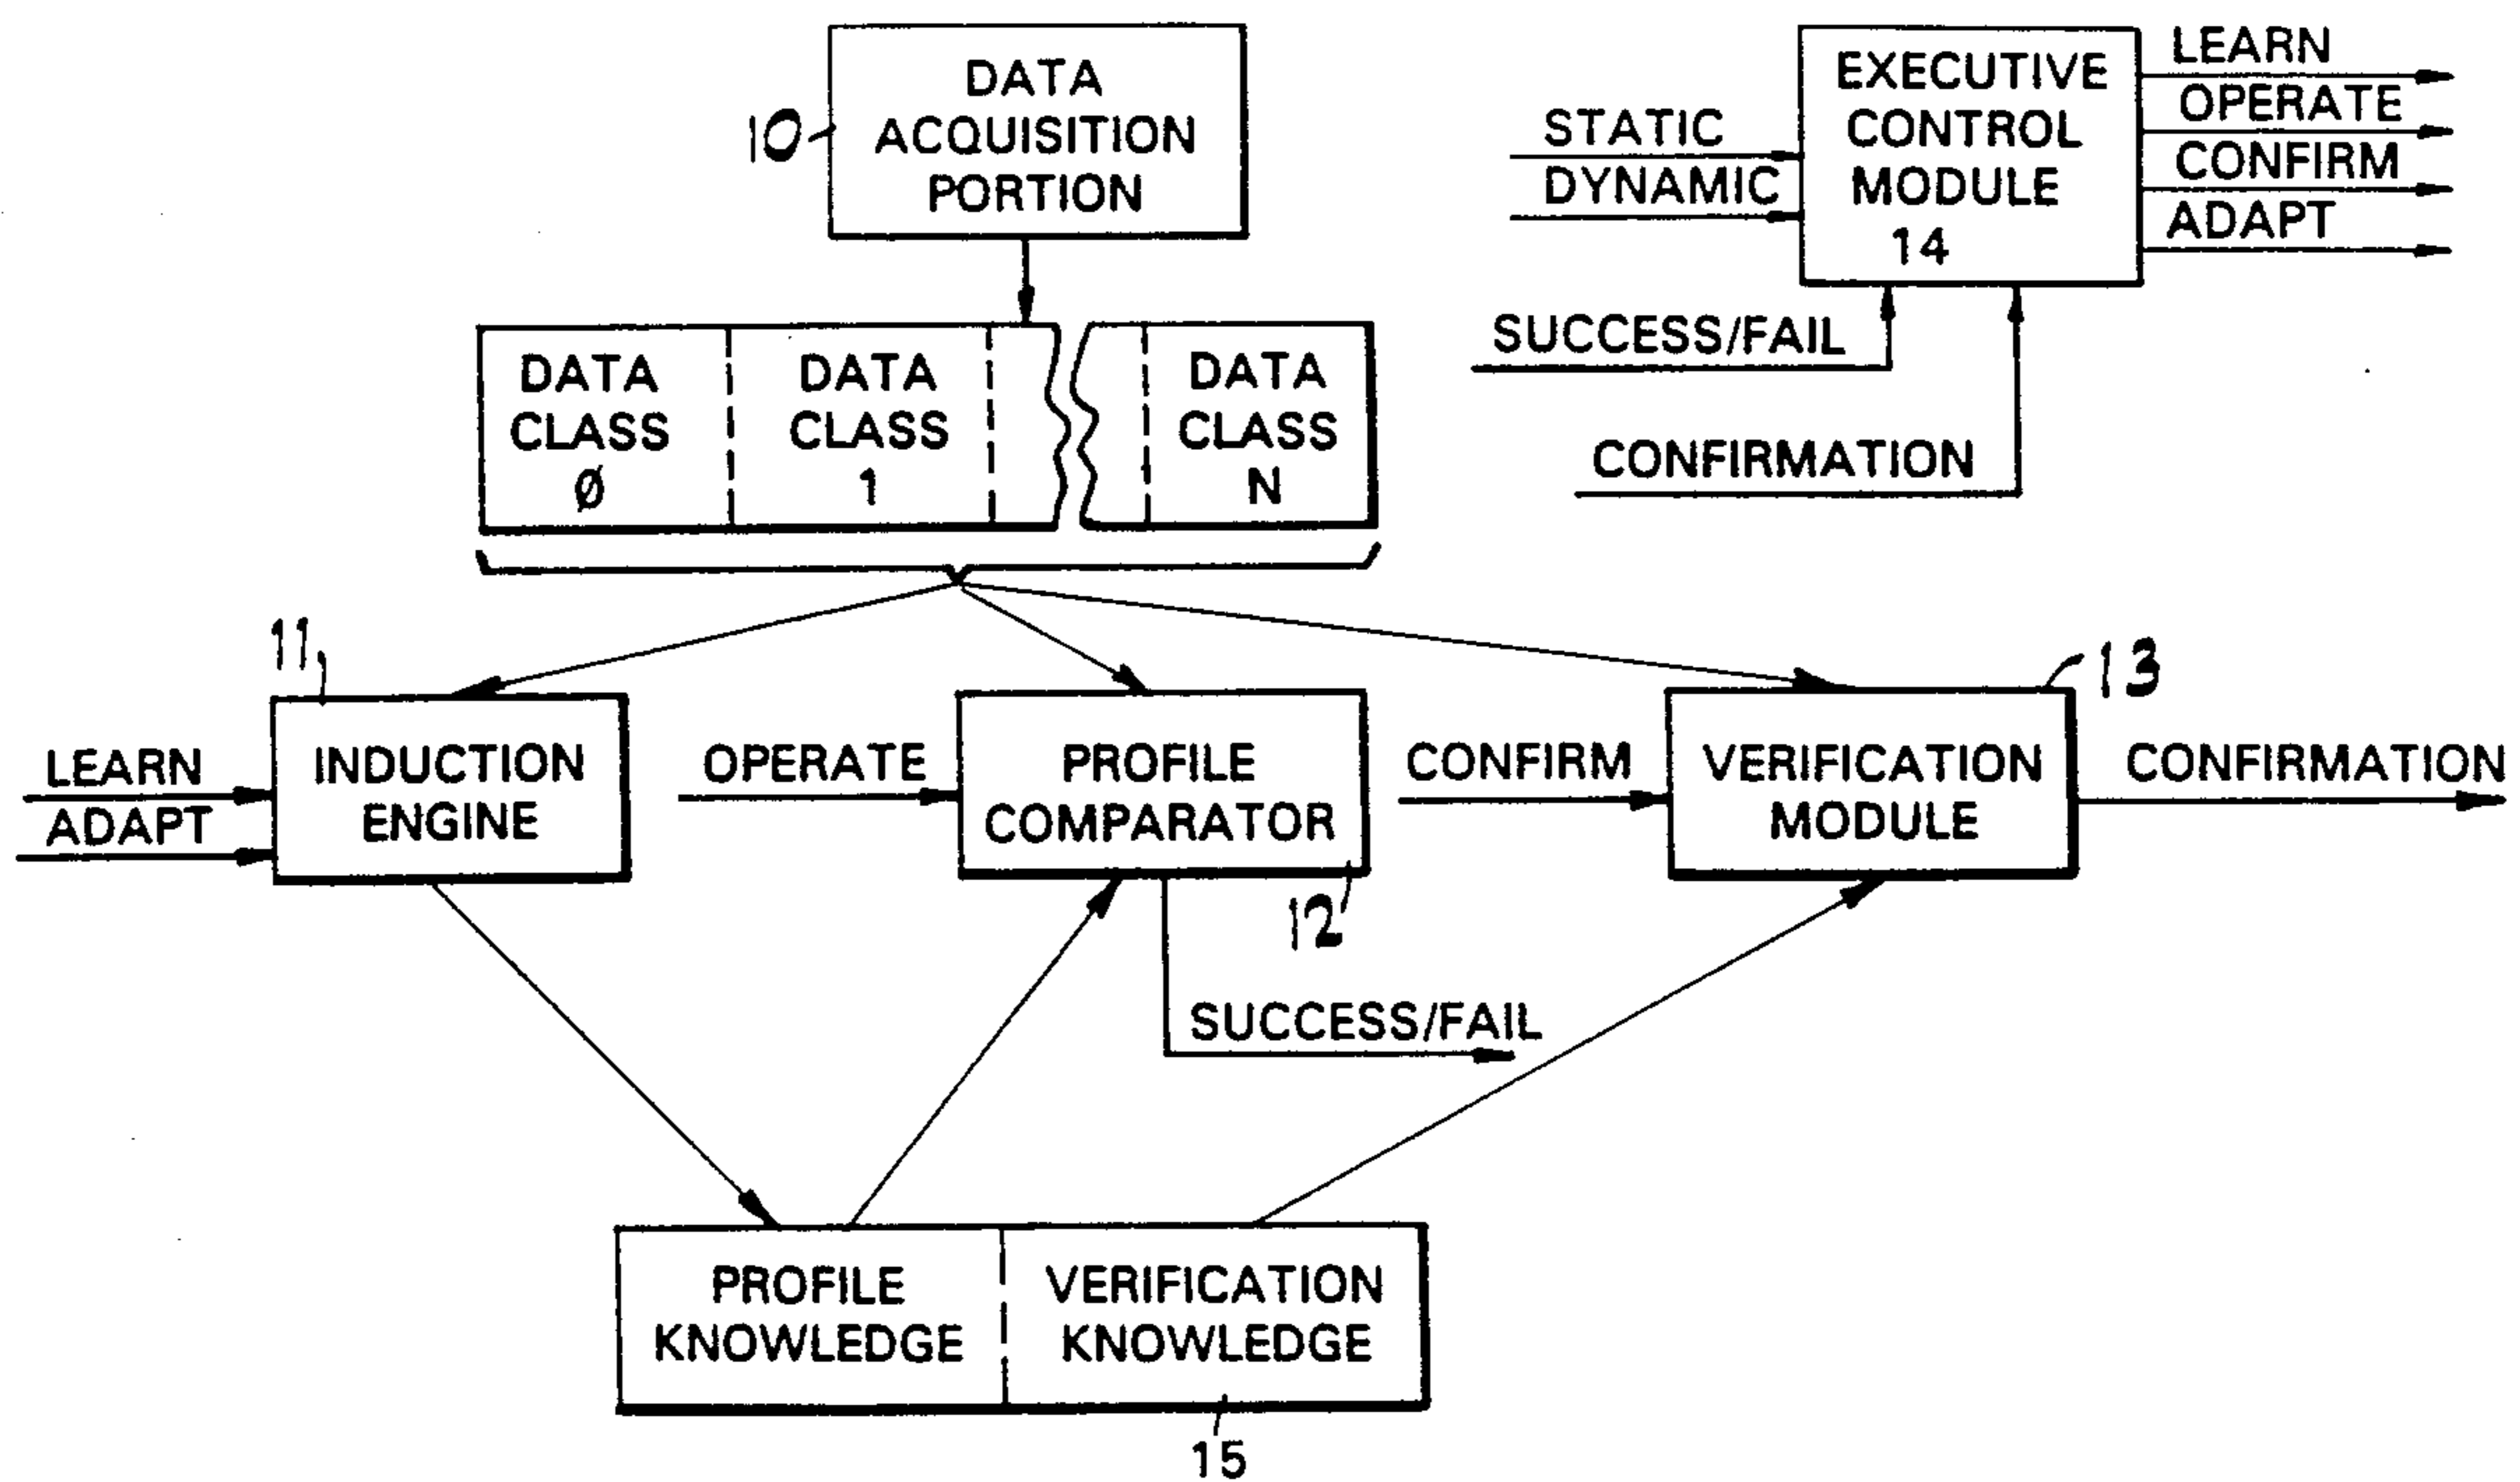 10
DATA
ACQUISITION
PORTION
STATIC
DYNAMIC
EXECUTIVE
CONTROL
MODULE
14
LEARN
OPERATE
CONFIRM
ADAPT
SUCCESS/FAIL
CONFIRMATION
DATA
CLASS
Ø
DATA
CLASS
1
DATA
CLASS
N
11
LEARN
ADAPT
INDUCTION
ENGINE
OPERATE
PROFILE
COMPARATOR
12
SUCCESS/FAIL
CONFIRM
13
VERIFICATION
MODULE
CONFIRMATION
PROFILE
KNOWLEDGE
VERIFICATION
KNOWLEDGE
15